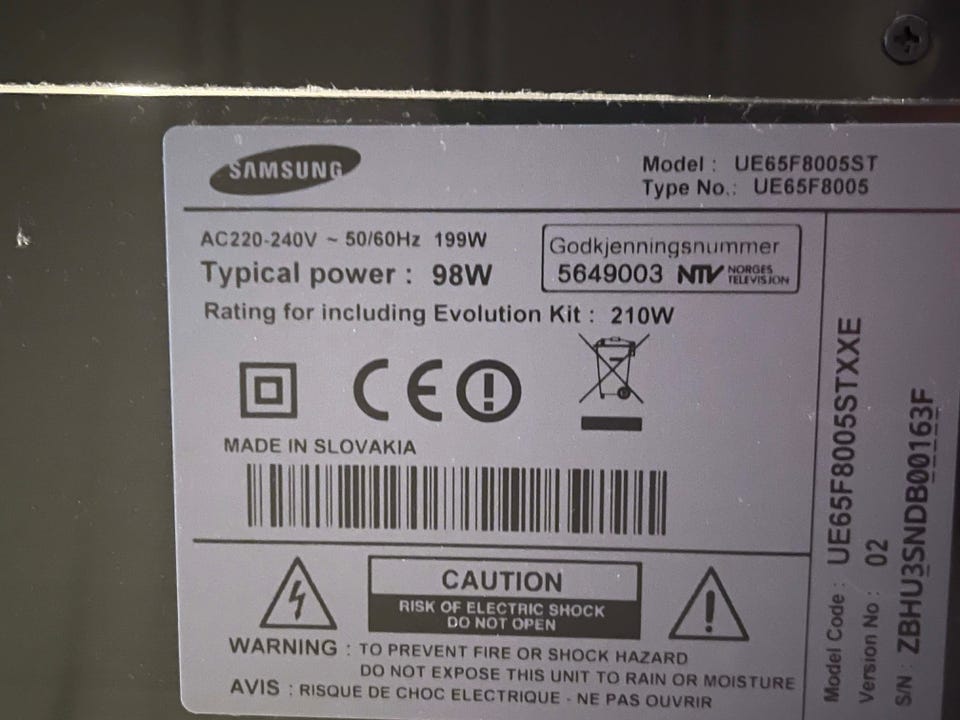 SAMSUNG
Model : UE65F8005ST
Type No.: UE65F8005
AC220-240V ~ 50/60Hz 199W
Typical power : 98W
Godkjenningsnummer
5649003 NTV NORGES
TELEVISJON
Rating for including Evolution Kit : 210W
CE
MADE IN SLOVAKIA
CAUTION
RISK OF ELECTRIC SHOCK
DO NOT OPEN
WARNING : TO PREVENT FIRE OR SHOCK HAZARD
DO NOT EXPOSE THIS UNIT TO RAIN OR MOISTURE
AVIS : RISQUE DE CHOC ELECTRIQUE - NE PAS OUVRIR
Model Code : UE65F8005STXXE
Version No : 02
S/N : ZBHU3SNDB00163F